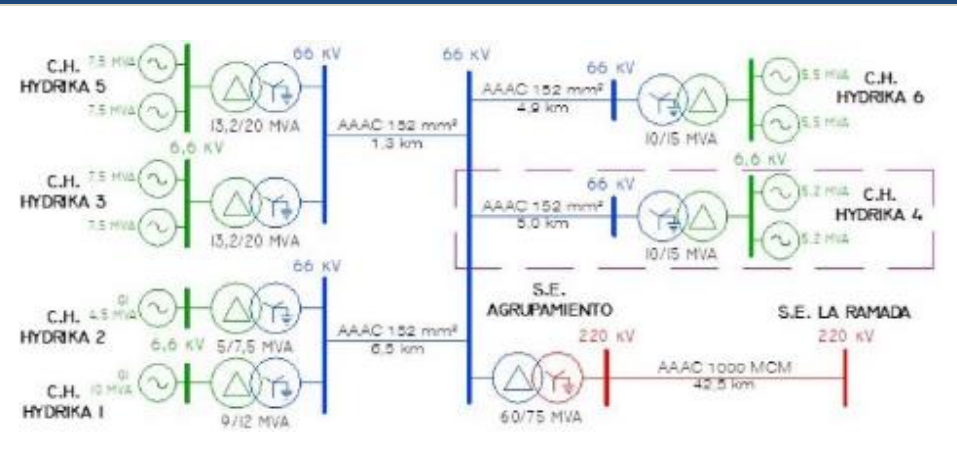 C.H.
HYDRIKA 5
7.5 MVA
7.5 MVA
13,2/20 MVA
66 KV
6,6 KV
C.H.
HYDRIKA 3
7.5 MVA
7.5 MVA
13,2/20 MVA
AAAC 152 mm²
1,3 km
66 KV
AAAC 152 mm²
4,9 km
66 KV
10/15 MVA
5.5 MVA
5.5 MVA
C.H.
HYDRIKA 6
6,6 KV
66 KV
AAAC 152 mm²
5,0 km
10/15 MVA
5.2 MVA
5.2 MVA
C.H.
HYDRIKA 4
66 KV
C.H.
HYDRIKA 2
G1
4.5 MVA
6,6 KV
5/7,5 MVA
C.H.
HYDRIKA 1
G1
10 MVA
9/12 MVA
AAAC 152 mm²
6,5 km
S.E.
AGRUPAMIENTO
220 KV
60/75 MVA
AAAC 1000 MCM
42,5 km
S.E. LA RAMADA
220 KV